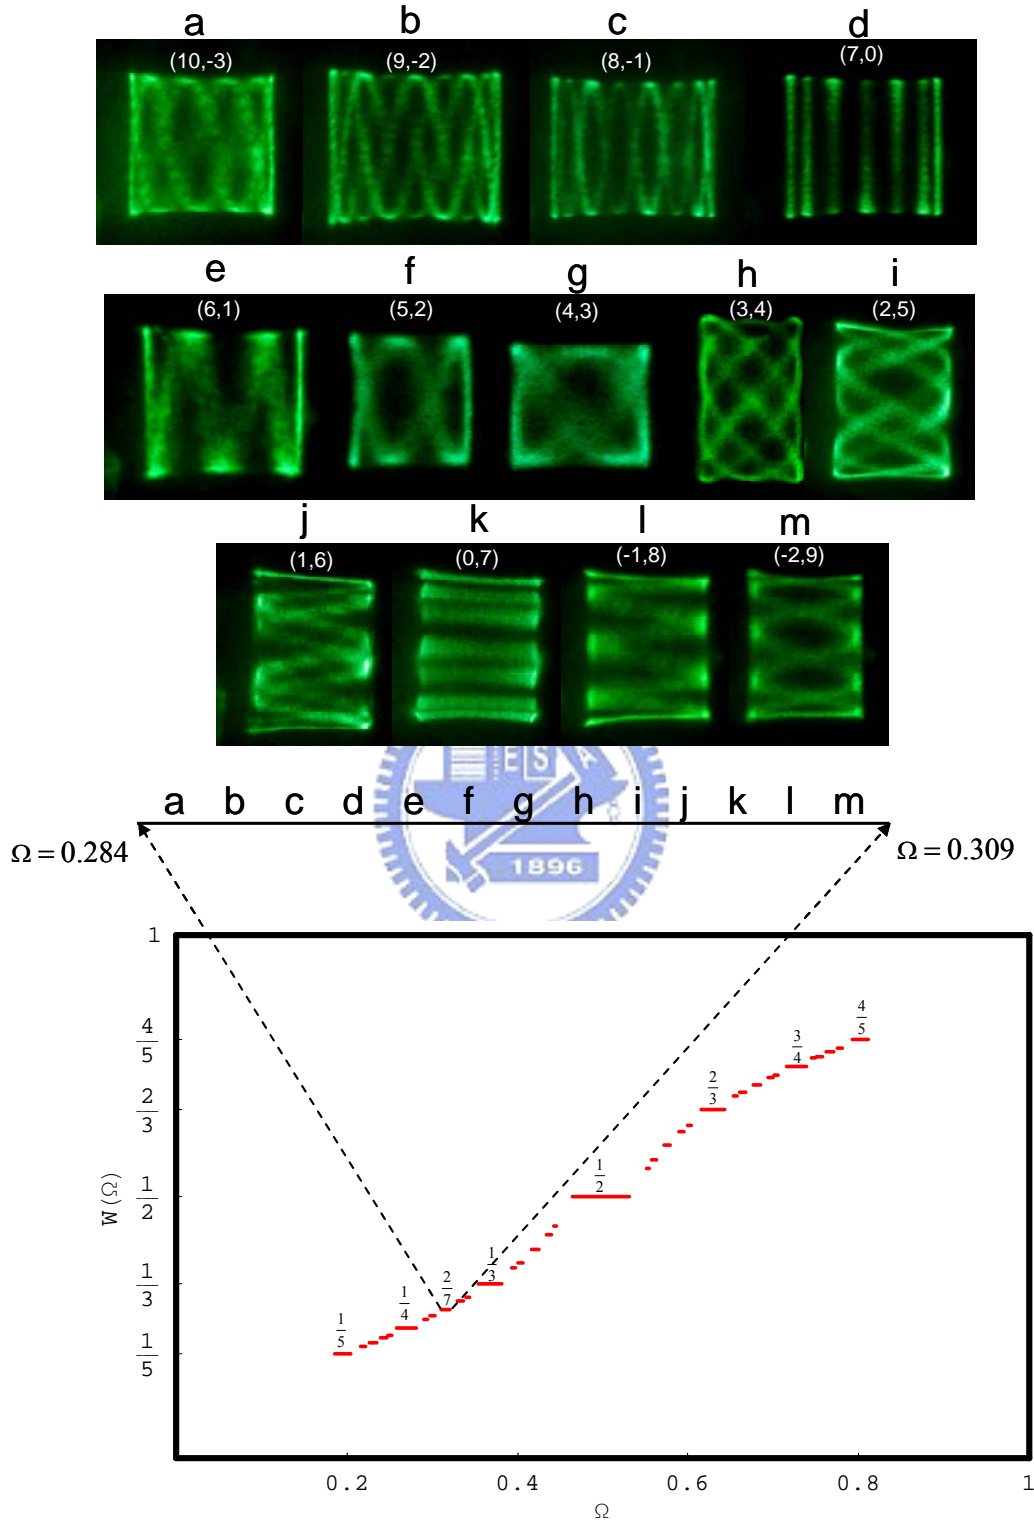 a b c d
(10,-3) (9,-2) (8,-1) (7,0)
e f g h i
(6,1) (5,2) (4,3) (3,4) (2,5)
j k l m
(1,6) (0,7) (-1,8) (-2,9)
E S A
a b c d e f g h i j k l m
Ω = 0.284 Ω = 0.309
1896
1
4/5
2/3
1/2
1/3
1/5
W(Ω)
1/5 1/4 2/7 1/3 1/2 2/3 3/4 4/5
0.2 0.4 0.6 0.8 1
Ω